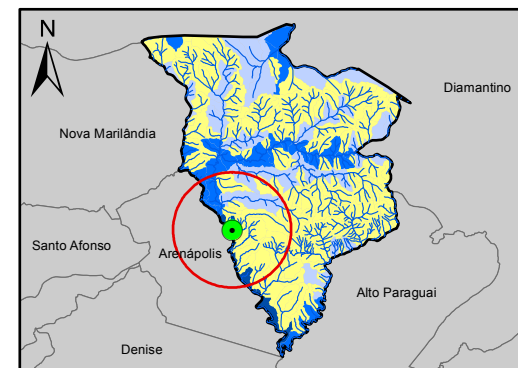 N
Diamantino
Nova Marilândia
Santo Afonso
Arenápolis
Alto Paraguai
Denise